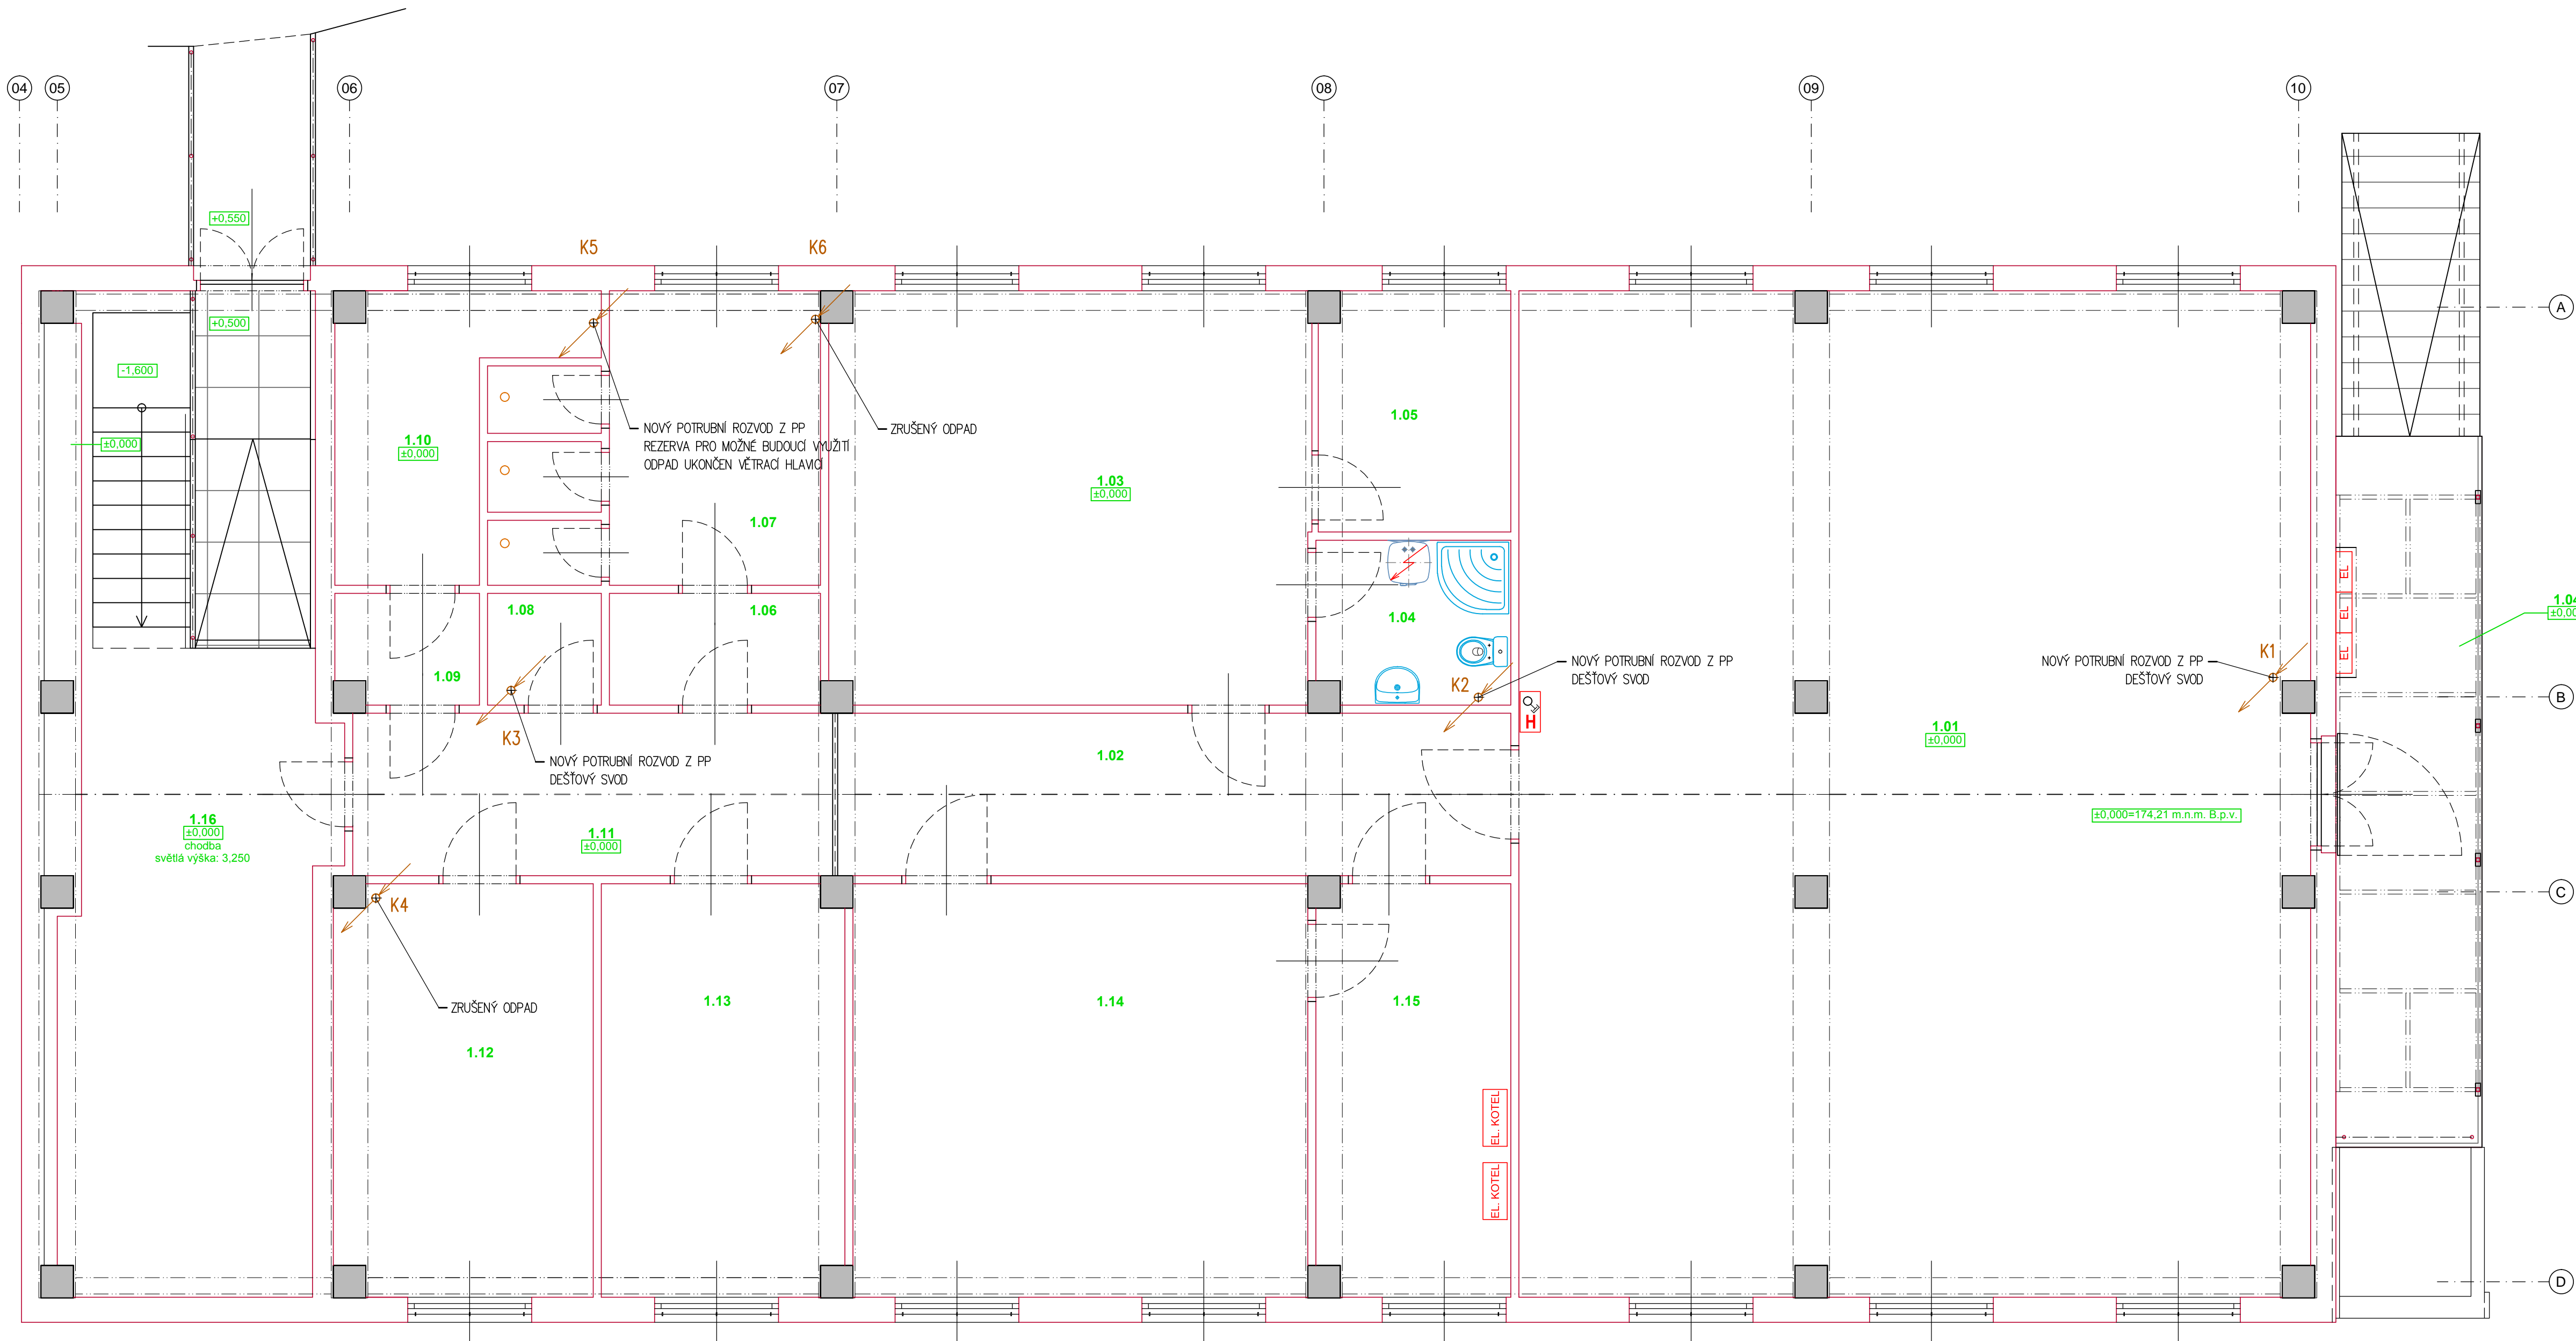 04
05
06
07
08
09
10
+0,550
K5
K6
A
+0,500
-1,600
1.05
NOVÝ POTRUBNÍ ROZVOD Z PP
REZERVA PRO MOŽNÉ BUDOUCÍ VYUŽITÍ
ODPAD UKONČEN VĚTRACÍ HLAVICÍ
ZRUŠENÝ ODPAD
1.10
±0,000
±0,000
1.03
±0,000
1.07
EL
EL
EL
1.08
1.06
1.04
1.04
±0,00
K1
NOVÝ POTRUBNÍ ROZVOD Z PP
DEŠŤOVÝ SVOD
NOVÝ POTRUBNÍ ROZVOD Z PP
DEŠŤOVÝ SVOD
1.09
K2
B
H
K3
1.01
±0,000
1.02
NOVÝ POTRUBNÍ ROZVOD Z PP
DEŠŤOVÝ SVOD
1.16
±0,000
chodba
světlá výška: 3,250
1.11
±0,000
±0,000=174,21 m.n.m. B.p.v.
K4
C
ZRUŠENÝ ODPAD
1.13
1.14
1.15
1.12
EL. KOTEL
EL. KOTEL
D